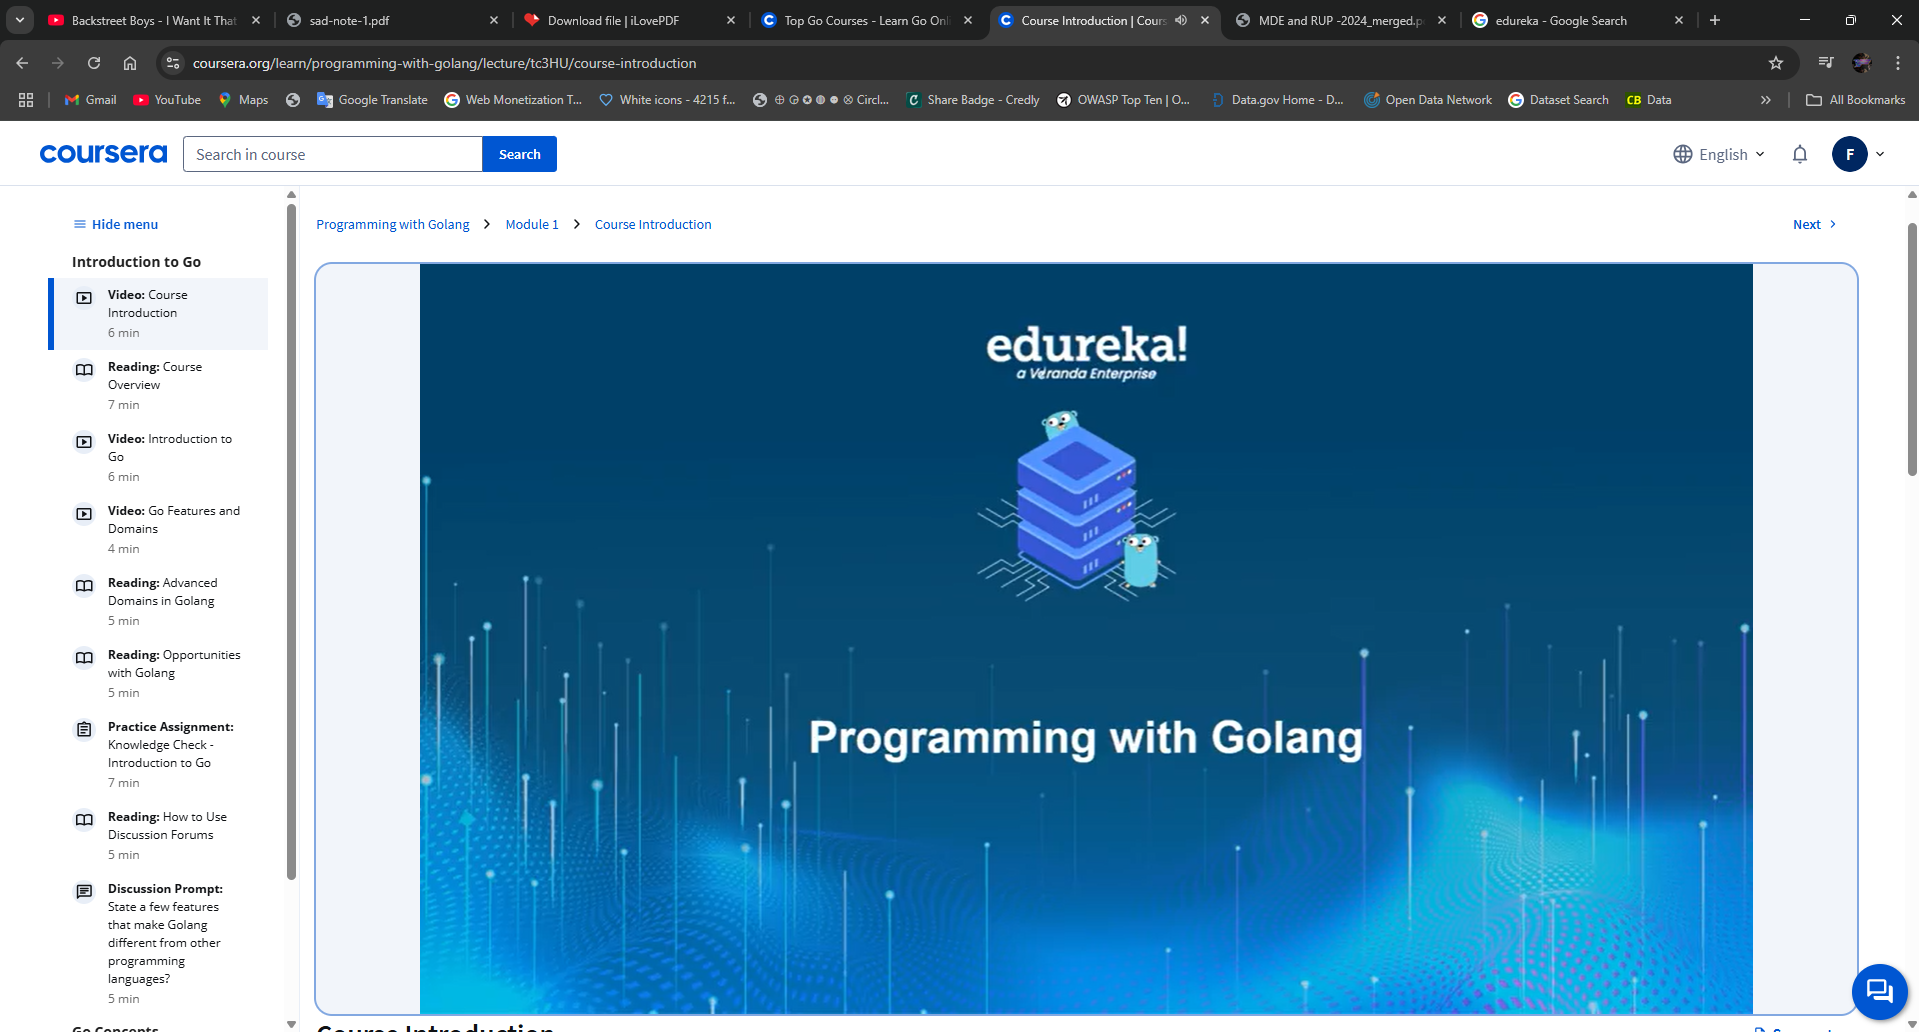 Backstreet Boys - I Want It That
sad-note-1.pdf
Download file | iLovePDF
Top Go Courses - Learn Go Onl
Course Introduction | Cours
MDE and RUP -2024_merged.p
edureka - Google Search
coursera.org/learn/programming-with-golang/lecture/tc3HU/course-introduction
Gmail
YouTube
Maps
Google Translate
Web Monetization T...
White icons - 4215 f...
Circl...
Share Badge - Credly
OWASP Top Ten | O...
Data.gov Home - D...
Open Data Network
Dataset Search
CB Data
All Bookmarks
coursera
Search in course
Search
English
F
Hide menu
Programming with Golang > Module 1 > Course Introduction
Next
Introduction to Go
Video: Course
Introduction
6 min
Reading: Course
Overview
7 min
Video: Introduction to
Go
6 min
Video: Go Features and
Domains
4 min
Reading: Advanced
Domains in Golang
5 min
Reading: Opportunities
with Golang
5 min
Practice Assignment:
Knowledge Check -
Introduction to Go
7 min
Reading: How to Use
Discussion Forums
5 min
Discussion Prompt:
State a few features
that make Golang
different from other
programming
languages?
5 min
Go Concepts
edureka!
a Veranda Enterprise
Programming with Golang
Course Introduction